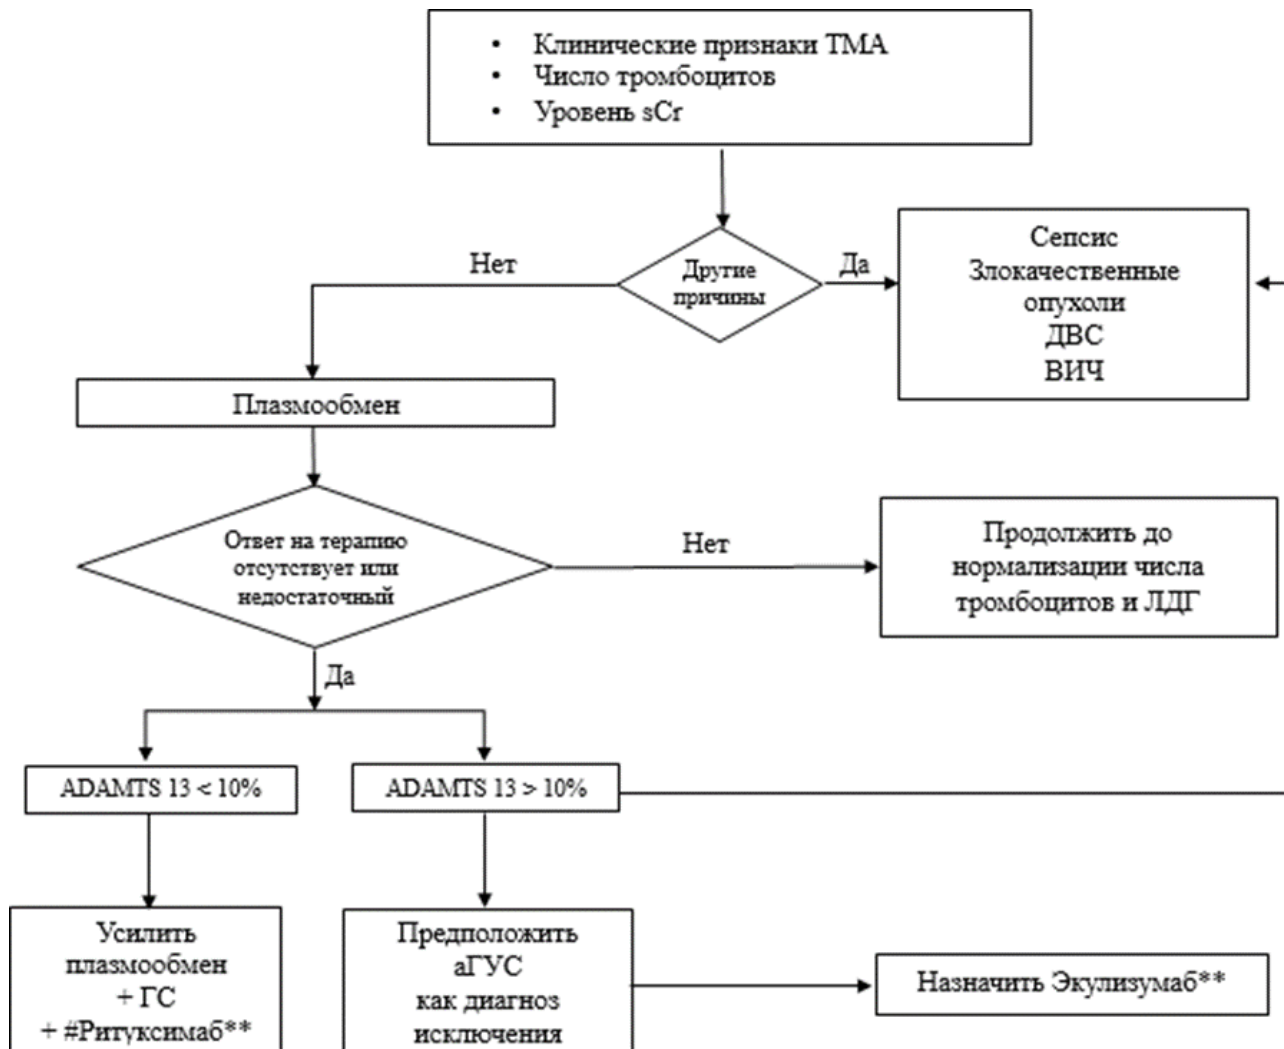 • Клинические признаки ТМА
• Число тромбоцитов
• Уровень sCr
Нет
Другие
причины
Да
Сепсис
Злокачественные
опухоли
ДВС
ВИЧ
Плазмообмен
Ответ на терапию
отсутствует или
недостаточный
Нет
Продолжить до
нормализации числа
тромбоцитов и ЛДГ
Да
ADAMTS 13 < 10%
ADAMTS 13 > 10%
Усилить
плазмообмен
+ ГС
+ #Ритуксимаб**
Предположить
аГУС
как диагноз
исключения
Назначить Экулизумаб**